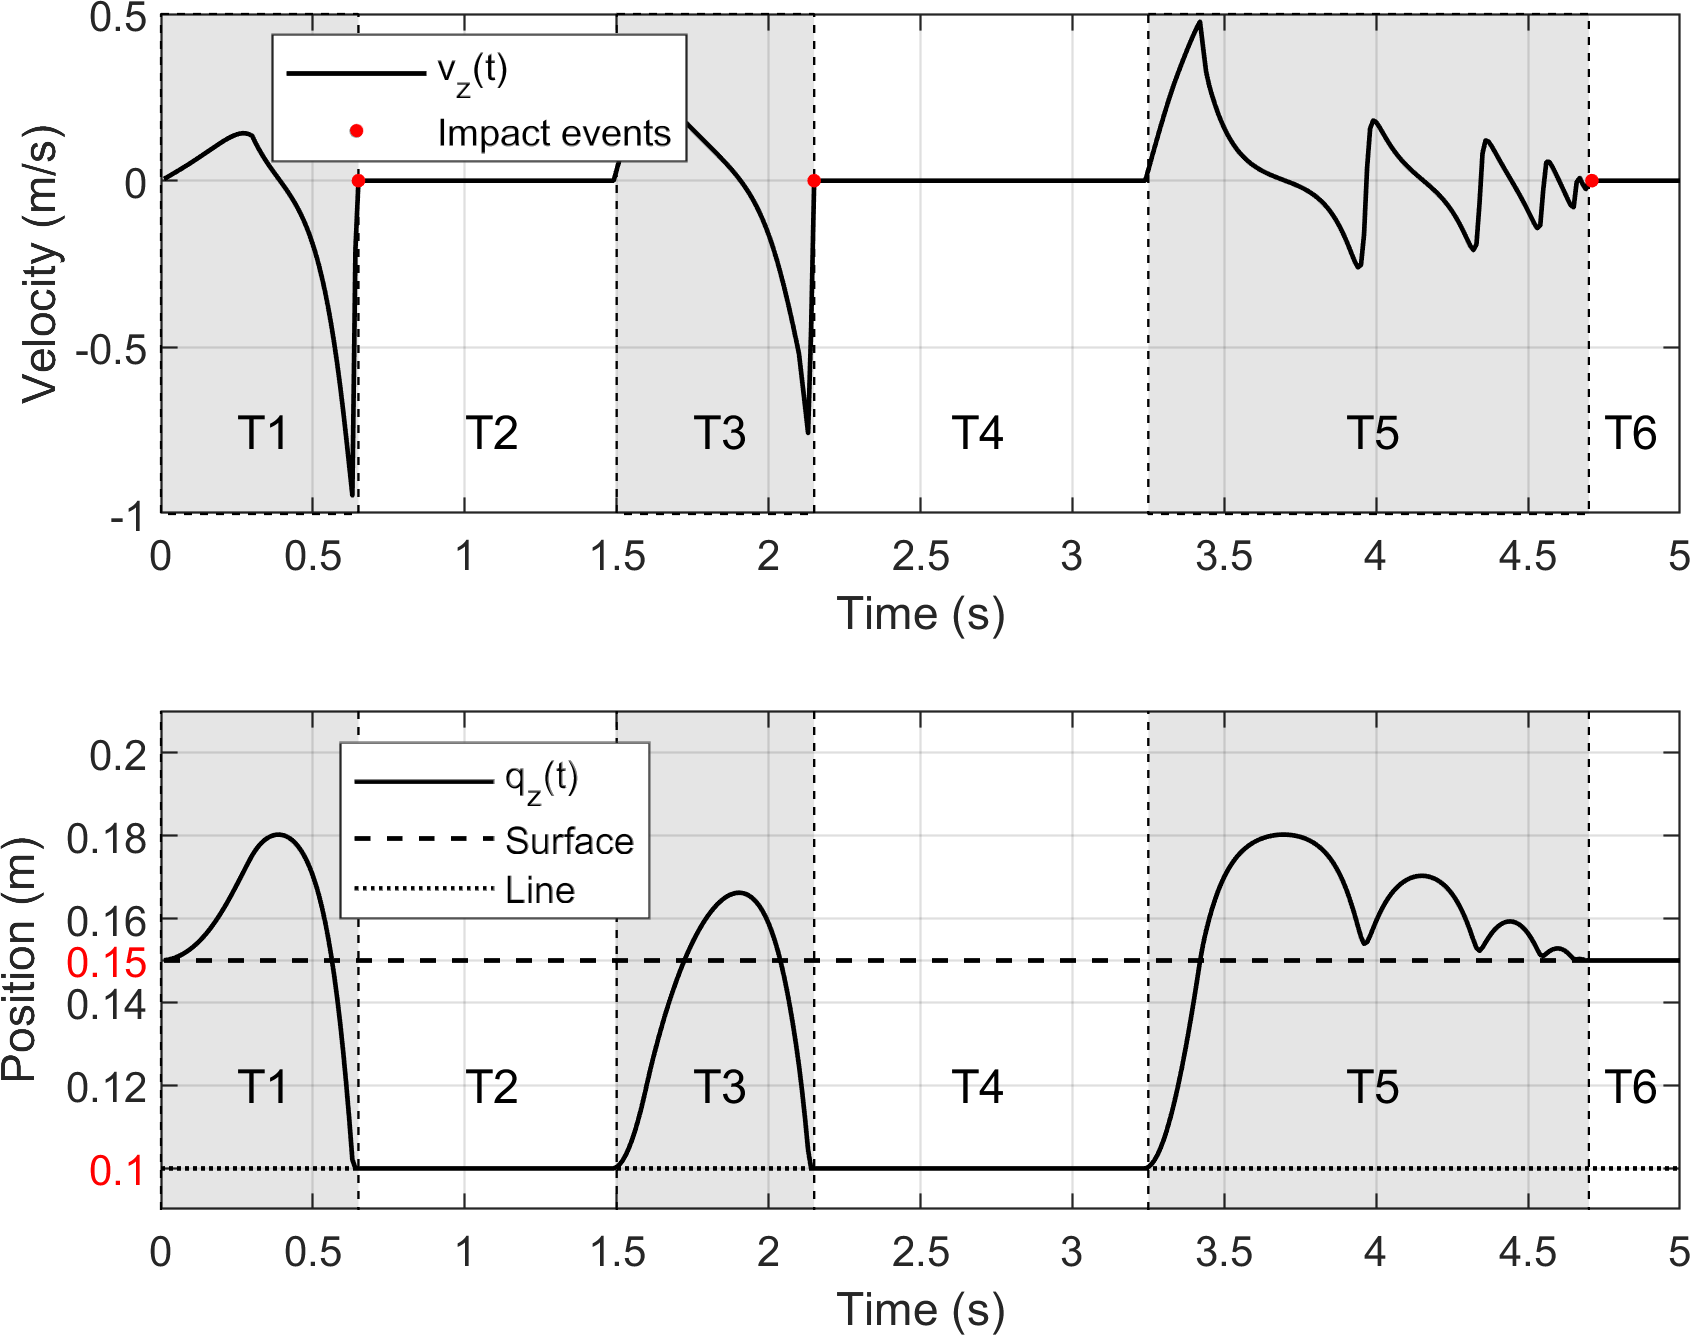 0.5
0
-0.5
-1
Velocity (m/s)
v_z(t)
Impact events
T1 T2 T3 T4 T5 T6
0 0.5 1 1.5 2 2.5 3 3.5 4 4.5 5
Time (s)
0.2
0.18
0.16
0.15
0.14
0.12
0.1
Position (m)
q_z(t)
Surface
Line
T1 T2 T3 T4 T5 T6
0 0.5 1 1.5 2 2.5 3 3.5 4 4.5 5
Time (s)